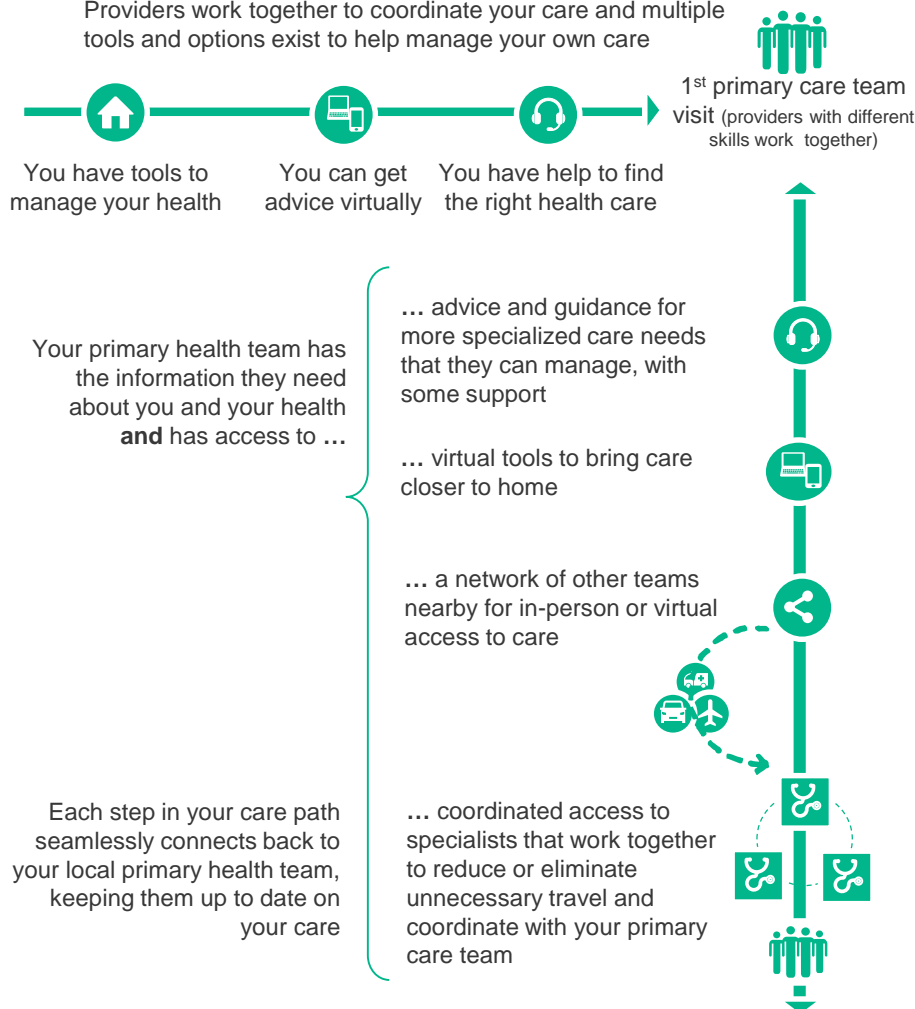 Providers work together to coordinate your care and multiple
tools and options exist to help manage your own care
1st primary care team
visit (providers with different
skills work together)
You have tools to
manage your health
You can get
advice virtually
You have help to find
the right health care
Your primary health team has
the information they need
about you and your health
and has access to …
… advice and guidance for
more specialized care needs
that they can manage, with
some support
… virtual tools to bring care
closer to home
… a network of other teams
nearby for in-person or virtual
access to care
Each step in your care path
seamlessly connects back to
your local primary health team,
keeping them up to date on
your care
… coordinated access to
specialists that work together
to reduce or eliminate
unnecessary travel and
coordinate with your primary
care team